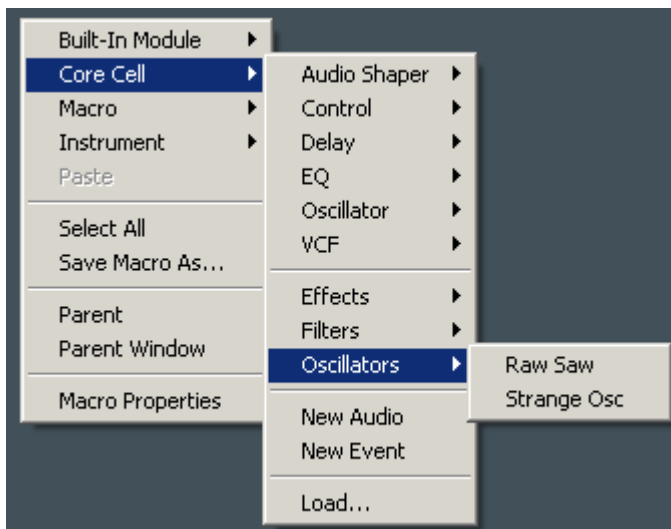 Built-In Module
Core Cell
Macro
Instrument
Paste
Select All
Save Macro As...
Parent
Parent Window
Macro Properties
Audio Shaper
Control
Delay
EQ
Oscillator
VCF
Effects
Filters
Oscillators
New Audio
New Event
Load...
Raw Saw
Strange Osc